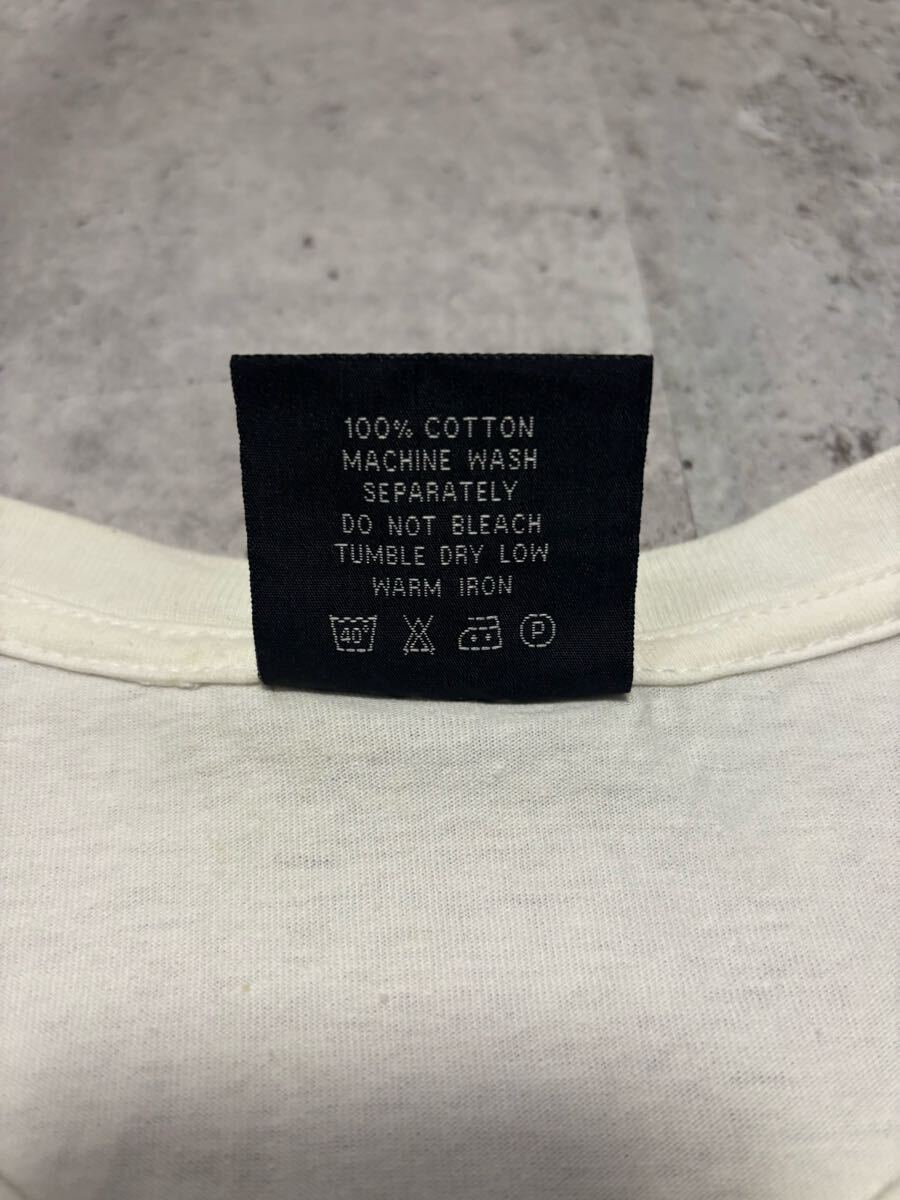 100% COTTON
MACHINE WASH
SEPARATELY
DO NOT BLEACH
TUMBLE DRY LOW
WARM IRON
40° P